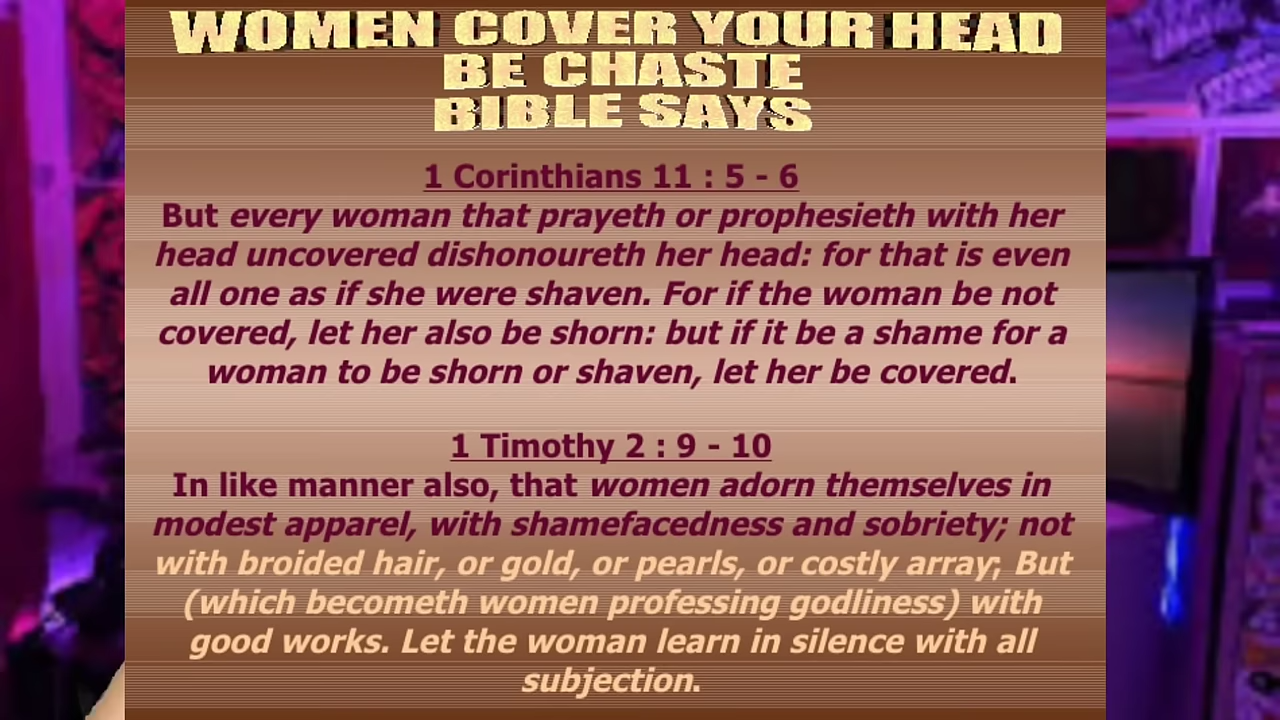 WOMEN COVER YOUR HEAD
BE CHASTE
BIBLE SAYS
1 Corinthians 11 : 5 - 6
But every woman that prayeth or prophesieth with her
head uncovered dishonoureth her head: for that is even
all one as if she were shaven. For if the woman be not
covered, let her also be shorn: but if it be a shame for a
woman to be shorn or shaven, let her be covered.
1 Timothy 2 : 9 - 10
In like manner also, that women adorn themselves in
modest apparel, with shamefacedness and sobriety; not
with broided hair, or gold, or pearls, or costly array; But
(which becometh women professing godliness) with
good works. Let the woman learn in silence with all
subjection.